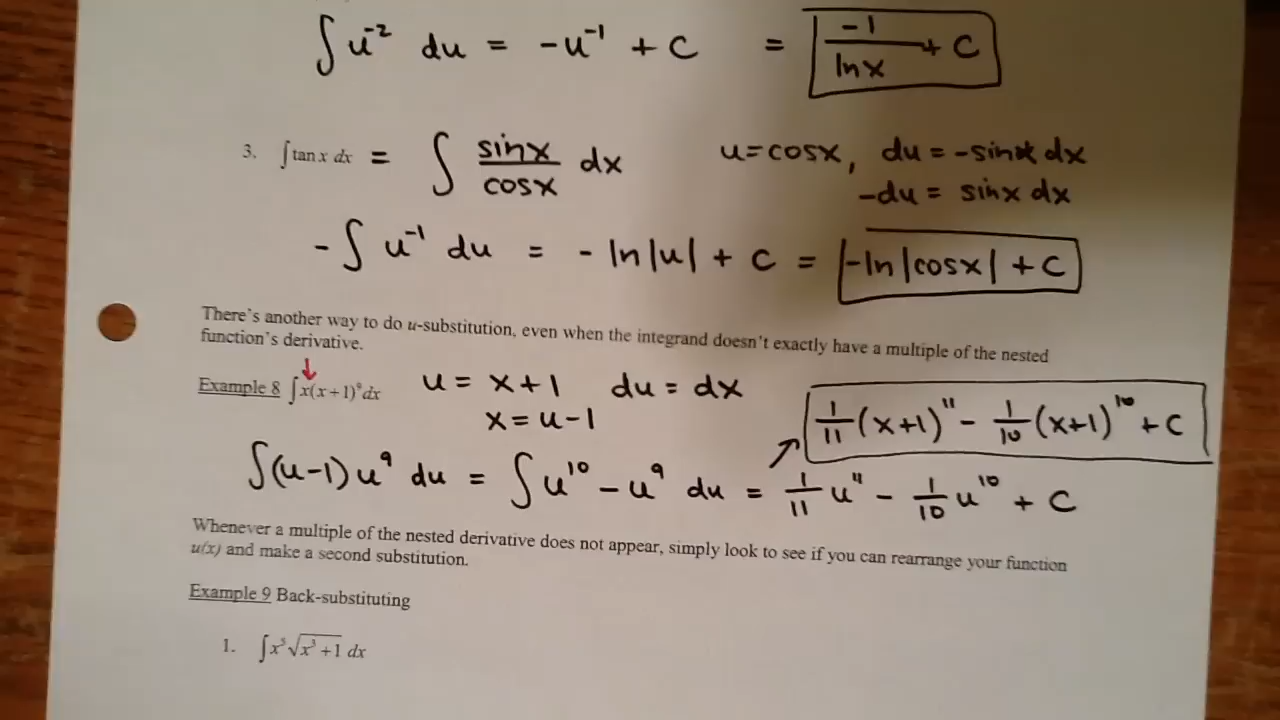 ∫ u⁻² du = -u⁻¹ + C = -1/lnx + C
3. ∫tan x dx = ∫ sinx/cosx dx u=cosx, du = -sinx dx
-du = sinx dx
- ∫ u⁻¹ du = - ln|u| + C = -ln|cosx| + C
There's another way to do u-substitution, even when the integrand doesn't exactly have a multiple of the nested
function's derivative.
Example 8 ∫x(x+1)⁹dx u = x+1 du = dx
x = u-1
1/11 (x+1)¹¹ - 1/10 (x+1)¹⁰ + C
∫(u-1)u⁹ du = ∫u¹⁰ - u⁹ du = 1/11 u¹¹ - 1/10 u¹⁰ + C
Whenever a multiple of the nested derivative does not appear, simply look to see if you can rearrange your function
u(x) and make a second substitution.
Example 9 Back-substituting
1. ∫x⁵√(x³+1) dx